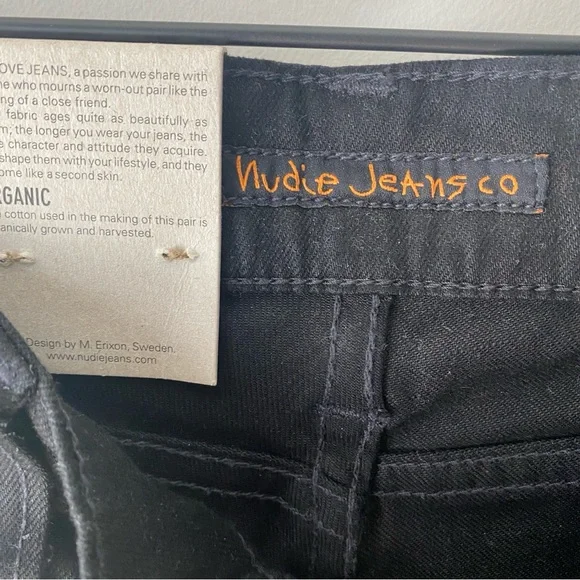 OVE JEANS, a passion we share with
who mourns a worn-out pair like the
of a close friend.
fabric ages quite as beautifully as
the longer you wear your jeans, the
character and attitude they acquire.
shape them with your lifestyle, and they
ome like a second skin.
RGANIC
cotton used in the making of this pair is
anically grown and harvested.
Design by M. Erixon, Sweden.
www.nudiejeans.com
Nudie Jeans co